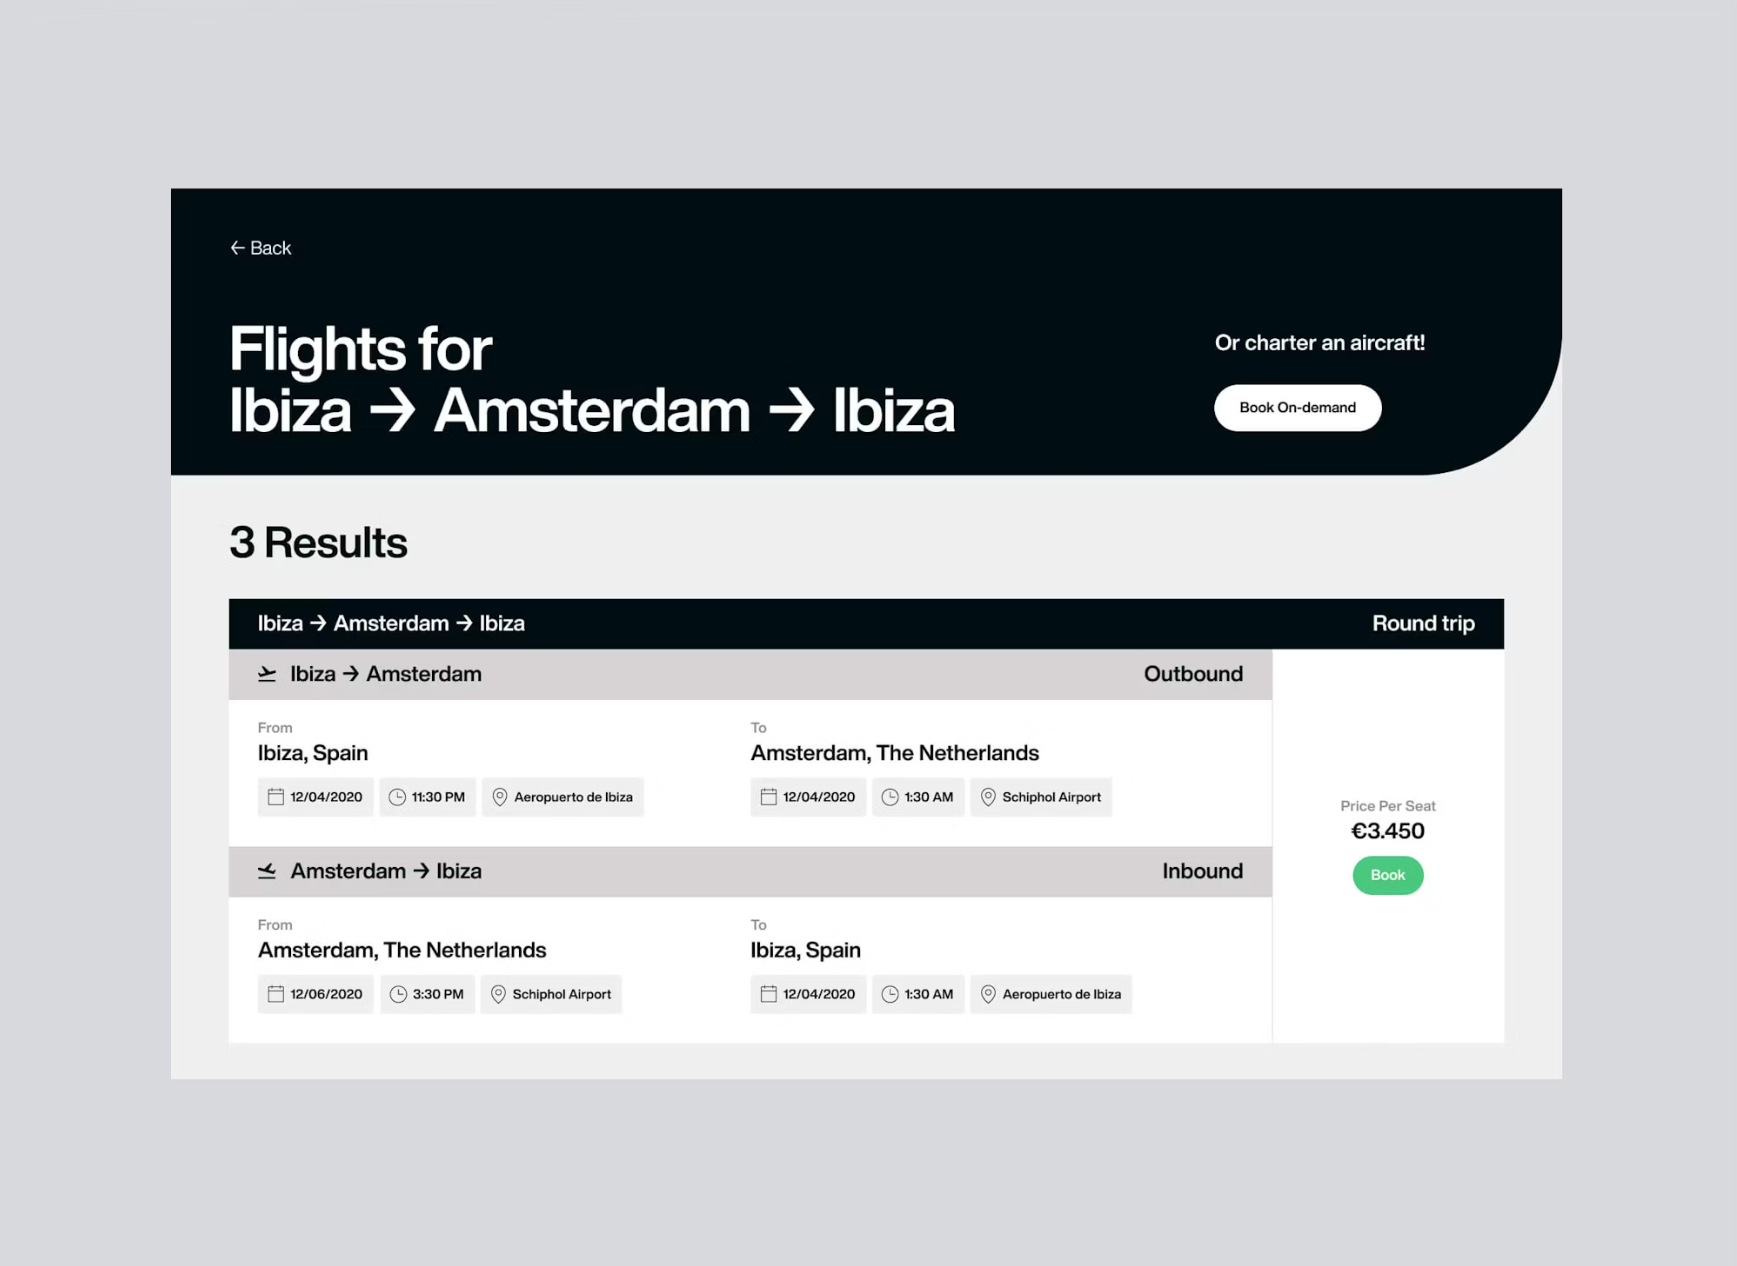 ← Back
Flights for
Ibiza → Amsterdam → Ibiza
Or charter an aircraft!
Book On-demand
3 Results
Ibiza → Amsterdam → Ibiza Round trip
Ibiza → Amsterdam Outbound
From To
Ibiza, Spain Amsterdam, The Netherlands
12/04/2020 11:30 PM Aeropuerto de Ibiza 12/04/2020 1:30 AM Schiphol Airport
Price Per Seat
€3.450
Book
Amsterdam → Ibiza Inbound
From To
Amsterdam, The Netherlands Ibiza, Spain
12/06/2020 3:30 PM Schiphol Airport 12/04/2020 1:30 AM Aeropuerto de Ibiza